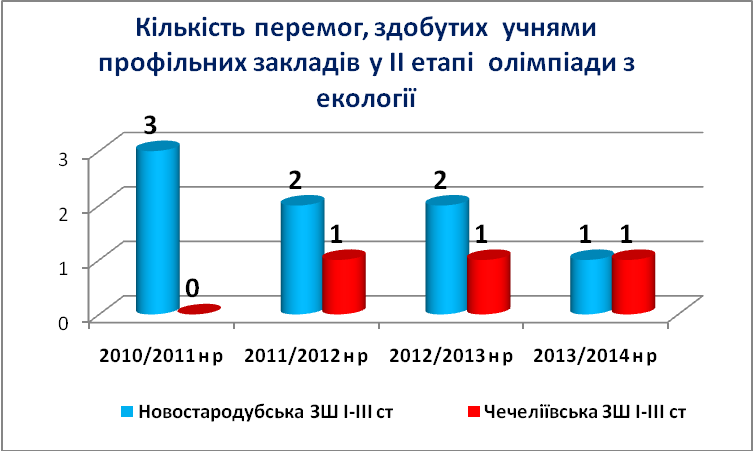 Кількість перемог, здобутих учнями
профільних закладів у ІІ етапі олімпіади з
екології
3
2
2
1
1
1
1
0
3
2
1
0
2010/2011 н р
2011/2012 н р
2012/2013 н р
2013/2014 н р
Новостародубська ЗШ І-ІІІ ст
Чечеліївська ЗШ І-ІІІ ст